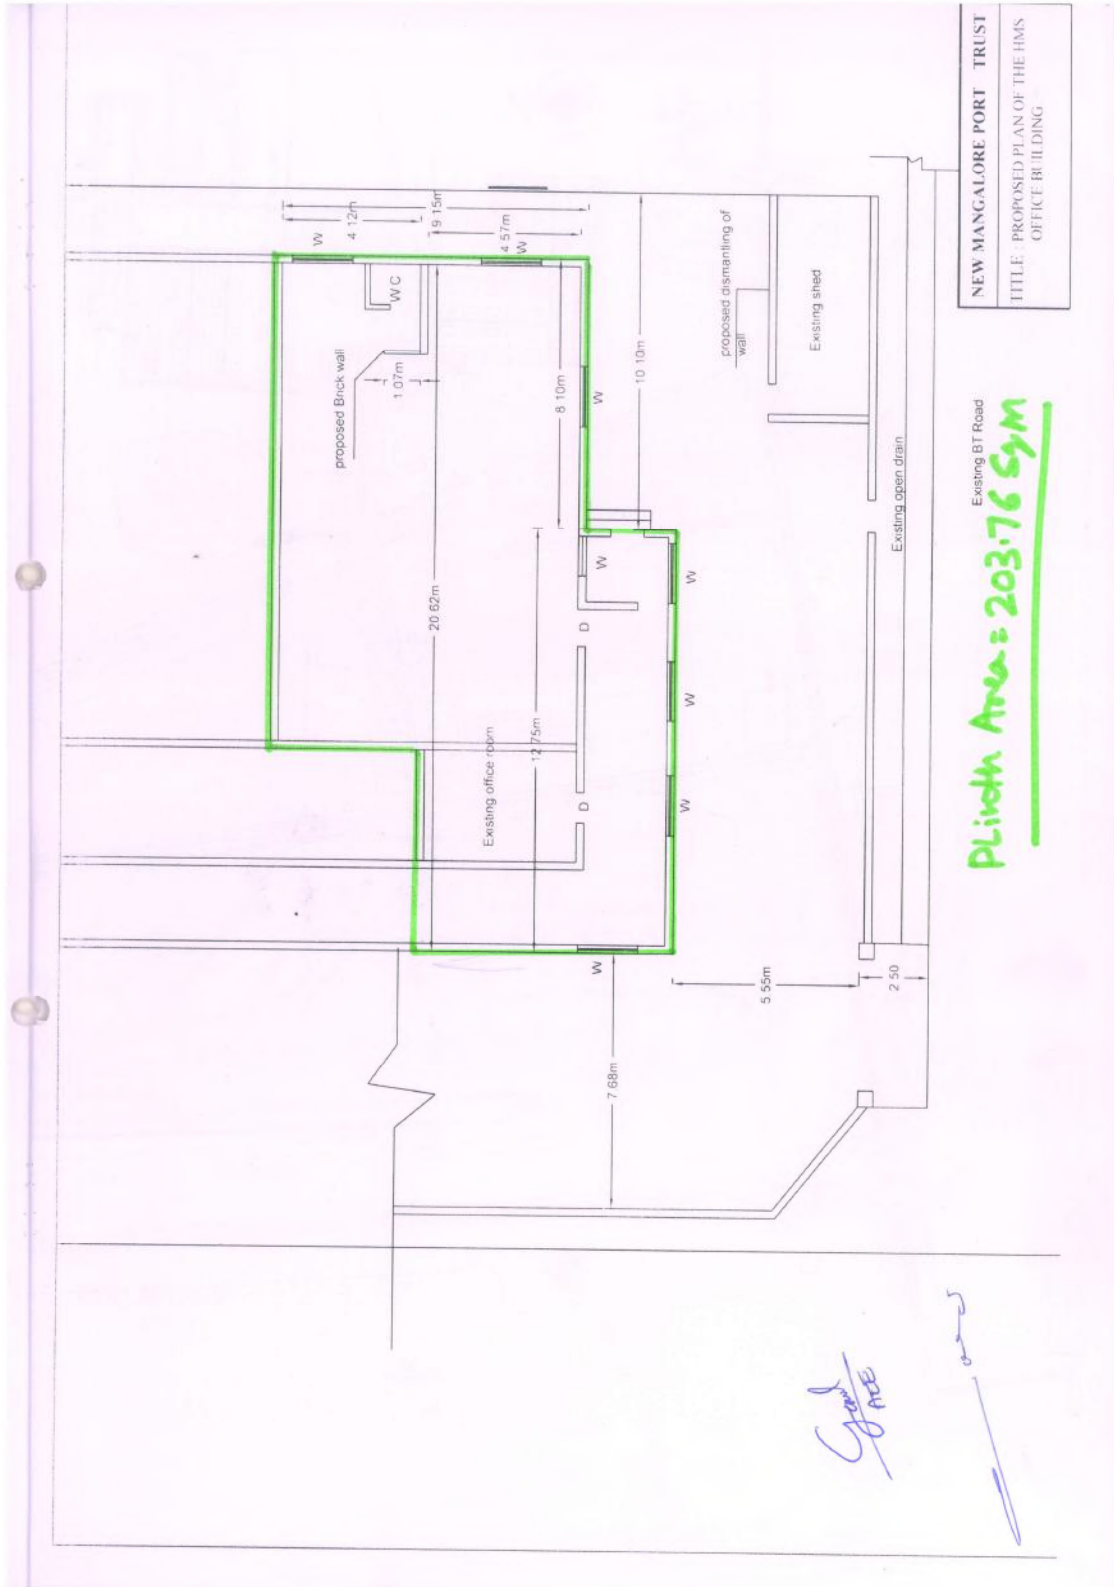 NEW MANGALORE PORT TRUST
TITLE : PROPOSED PLAN OF THE HMS
OFFICE BUILDING
W
4.12m
9.15m
4.57m
W
WC
proposed Brick wall
1.07m
8.10m
W
10.10m
proposed dismantling of
wall
Existing shed
20.62m
12.75m
W
D
W
W
Existing office room
D
W
W
Existing open drain
Existing BT Road
Plinth Area = 203.76 Sqm
5.55m
2.50
7.68m
ACE